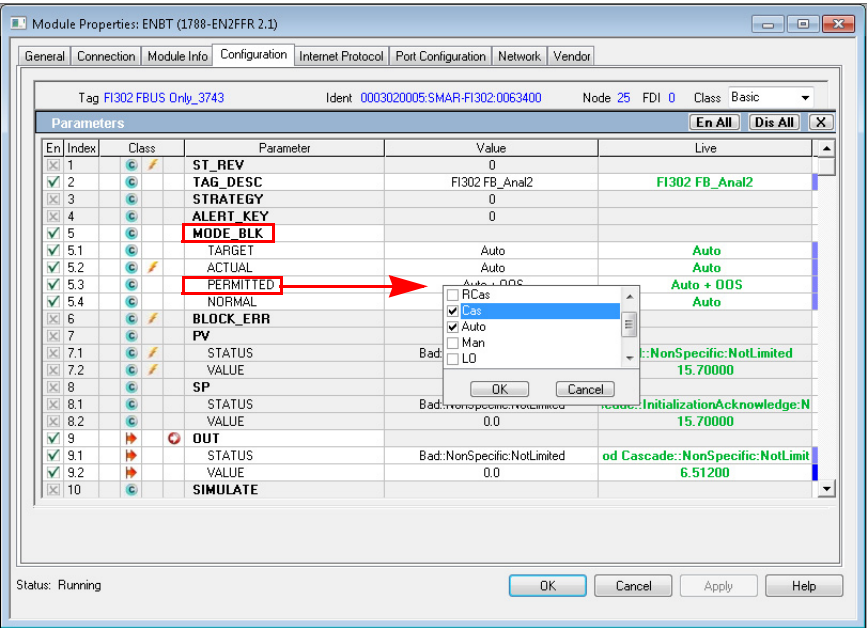 Module Properties: ENBT (1788-EN2FFR 2.1)
General Connection Module Info Configuration Internet Protocol Port Configuration Network Vendor
Tag FI302 FBUS Only_3743 Ident 0003020005:SMAR-FI302:0063400 Node 25 FDI 0 Class Basic
Parameters En All Dis All X
En Index Class Parameter Value Live
1 ST_REV 0
2 TAG_DESC FI302 FB_Anal2 FI302 FB_Anal2
3 STRATEGY 0
4 ALERT_KEY 0
5 MODE_BLK
5.1 TARGET Auto Auto
5.2 ACTUAL Auto Auto
5.3 PERMITTED Auto + OOS Auto + OOS
5.4 NORMAL Auto
RCas
Cas
Auto
Man
LO
OK Cancel
6 BLOCK_ERR
7 PV
7.1 STATUS Bad: ::NonSpecific:NotLimited
7.2 VALUE 15.70000
8 SP
8.1 STATUS Bad::NonSpecific:NotLimited :InitializationAcknowledge:N
8.2 VALUE 0.0 15.70000
9 OUT
9.1 STATUS Bad::NonSpecific:NotLimited od Cascade::NonSpecific:NotLimit
9.2 VALUE 0.0 6.51200
10 SIMULATE
Status: Running OK Cancel Apply Help